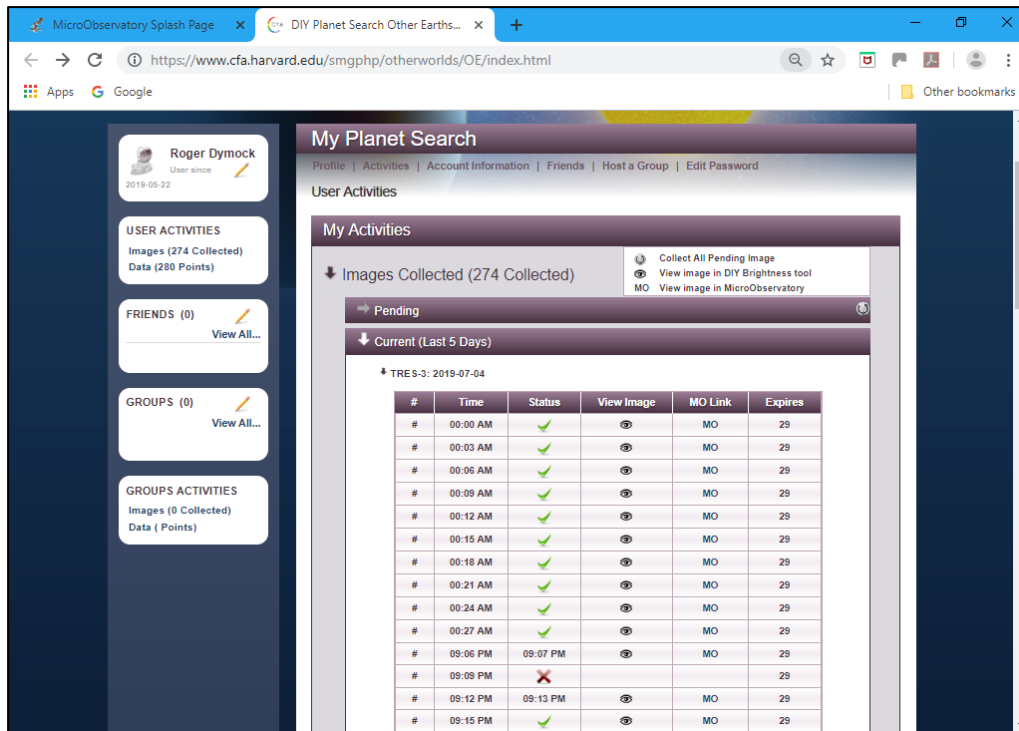 MicroObservatory Splash Page
DIY Planet Search Other Earths...
https://www.cfa.harvard.edu/smgphp/otherworlds/OE/index.html
Apps Google Other bookmarks
Roger Dymock
User since
2019-05-22
USER ACTIVITIES
Images (274 Collected)
Data (280 Points)
FRIENDS (0)
View All...
GROUPS (0)
View All...
GROUPS ACTIVITIES
Images (0 Collected)
Data ( Points)
My Planet Search
Profile | Activities | Account Information | Friends | Host a Group | Edit Password
User Activities
My Activities
Images Collected (274 Collected)
Collect All Pending Image
View image in DIY Brightness tool
MO View image in MicroObservatory
Pending
Current (Last 5 Days)
TRES-3: 2019-07-04
# Time Status View Image MO Link Expires
# 00:00 AM MO 29
# 00:03 AM MO 29
# 00:06 AM MO 29
# 00:09 AM MO 29
# 00:12 AM MO 29
# 00:15 AM MO 29
# 00:18 AM MO 29
# 00:21 AM MO 29
# 00:24 AM MO 29
# 00:27 AM MO 29
# 09:06 PM 09:07 PM MO 29
# 09:09 PM 29
# 09:12 PM 09:13 PM MO 29
# 09:15 PM MO 29